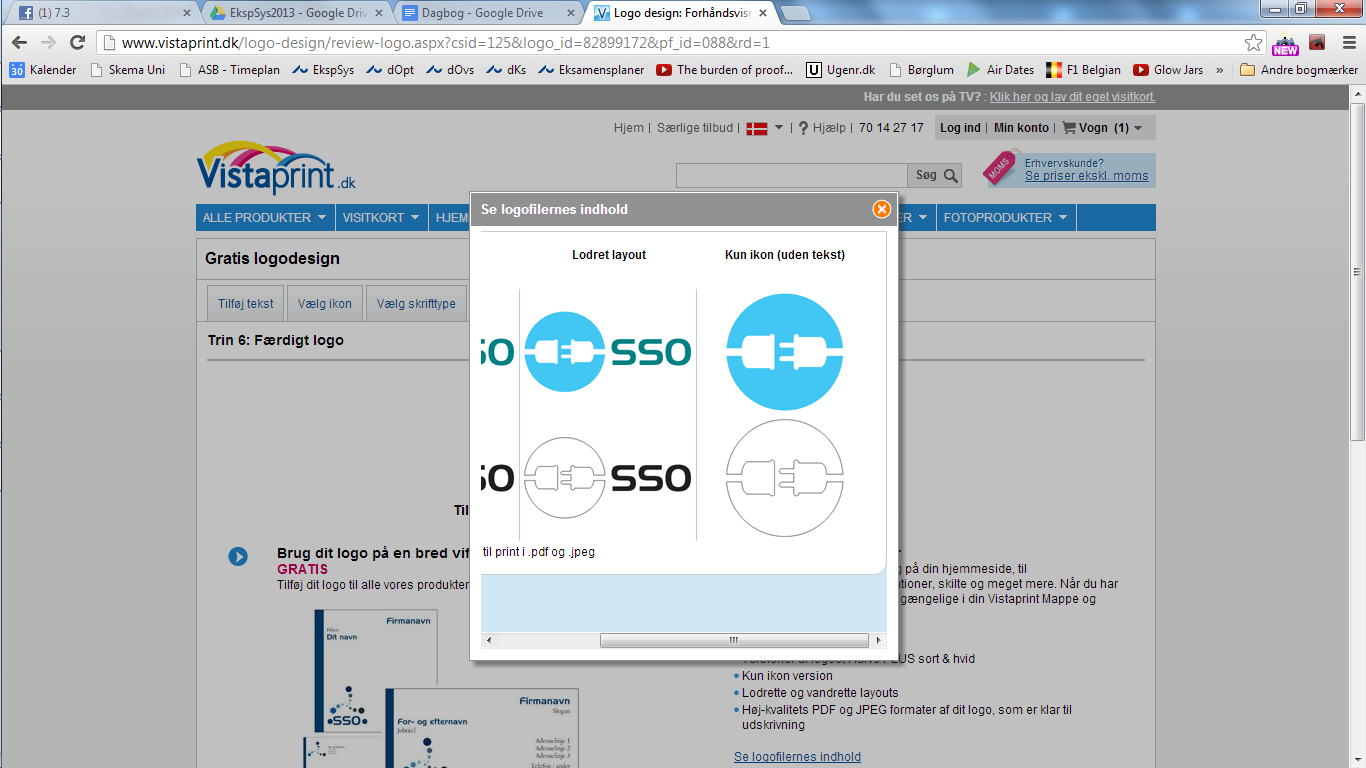 (1) 7.3
EkspSys2013 - Google Driv
Dagbog - Google Drive
Logo design: Forhåndsvis
www.vistaprint.dk/logo-design/review-logo.aspx?csid=125&logo_id=82899172&pf_id=088&rd=1
NEW
30 Kalender
Skema Uni
ASB - Timeplan
EkspSys
dOpt
dOvs
dKs
Eksamensplaner
The burden of proof...
U Ugenr.dk
Børglum
Air Dates
F1 Belgian
Glow Jars
»
Andre bogmærker
Har du set os på TV? : Klik her og lav dit eget visitkort.
Hjem | Særlige tilbud | | ? Hjælp | 70 14 27 17
Log ind | Min konto | Vogn (1)
Vistaprint.dk
Søg
MOMS
Erhvervskunde?
Se priser ekskl. moms
ALLE PRODUKTER
VISITKORT
HJEM
ER
FOTOPRODUKTER
Gratis logodesign
Tilføj tekst
Vælg ikon
Vælg skrifttype
Trin 6: Færdigt logo
Se logofilernes indhold
Lodret layout
Kun ikon (uden tekst)
SO
SSO
SO
SSO
til print i .pdf og .jpeg
Til
Brug dit logo på en bred vif
GRATIS
Tilføj dit logo til alle vores produkter
g på din hjemmeside, til
ationer, skilte og meget mere. Når du har
gængelige i din Vistaprint Mappe og
US sort & hvid
Kun ikon version
Lodrette og vandrette layouts
Høj-kvalitets PDF og JPEG formater af dit logo, som er klar til
udskrivning
Se logofilernes indhold
Firmanavn
Dit navn
SSO
Firmanavn
Slogan
For- og efternavn
Jobtitel
Adresselinje 1
Adresselinje 2
Adresselinje 3
Telefon / andet